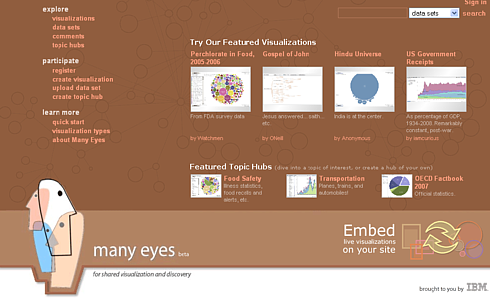 Sign in
data sets
search
explore
visualizations
data sets
comments
topic hubs
participate
register
create visualization
upload data set
create topic hub
learn more
quick start
visualization types
about Many Eyes
Try Our Featured Visualizations
Perchlorate in Food,
2005-2006
From FDA survey data
by Watchmen
Gospel of John
Jesus answered... saith...
etc.
by ONeill
Hindu Universe
India is at the center
by Anonymous
US Government
Receipts
As percentage of GDP,
1934-2008. Remarkably
constant, post-war.
by iamcurious
Featured Topic Hubs (dive into a topic of interest, or create a hub of your own)
Food Safety
Illness statistics,
food recalls and
alerts, etc.
Transportation
Planes, trains, and
automobiles!
OECD Factbook
2007
Official statistics
many eyes beta
for shared visualization and discovery
Embed
live visualizations
on your site
brought to you by IBM